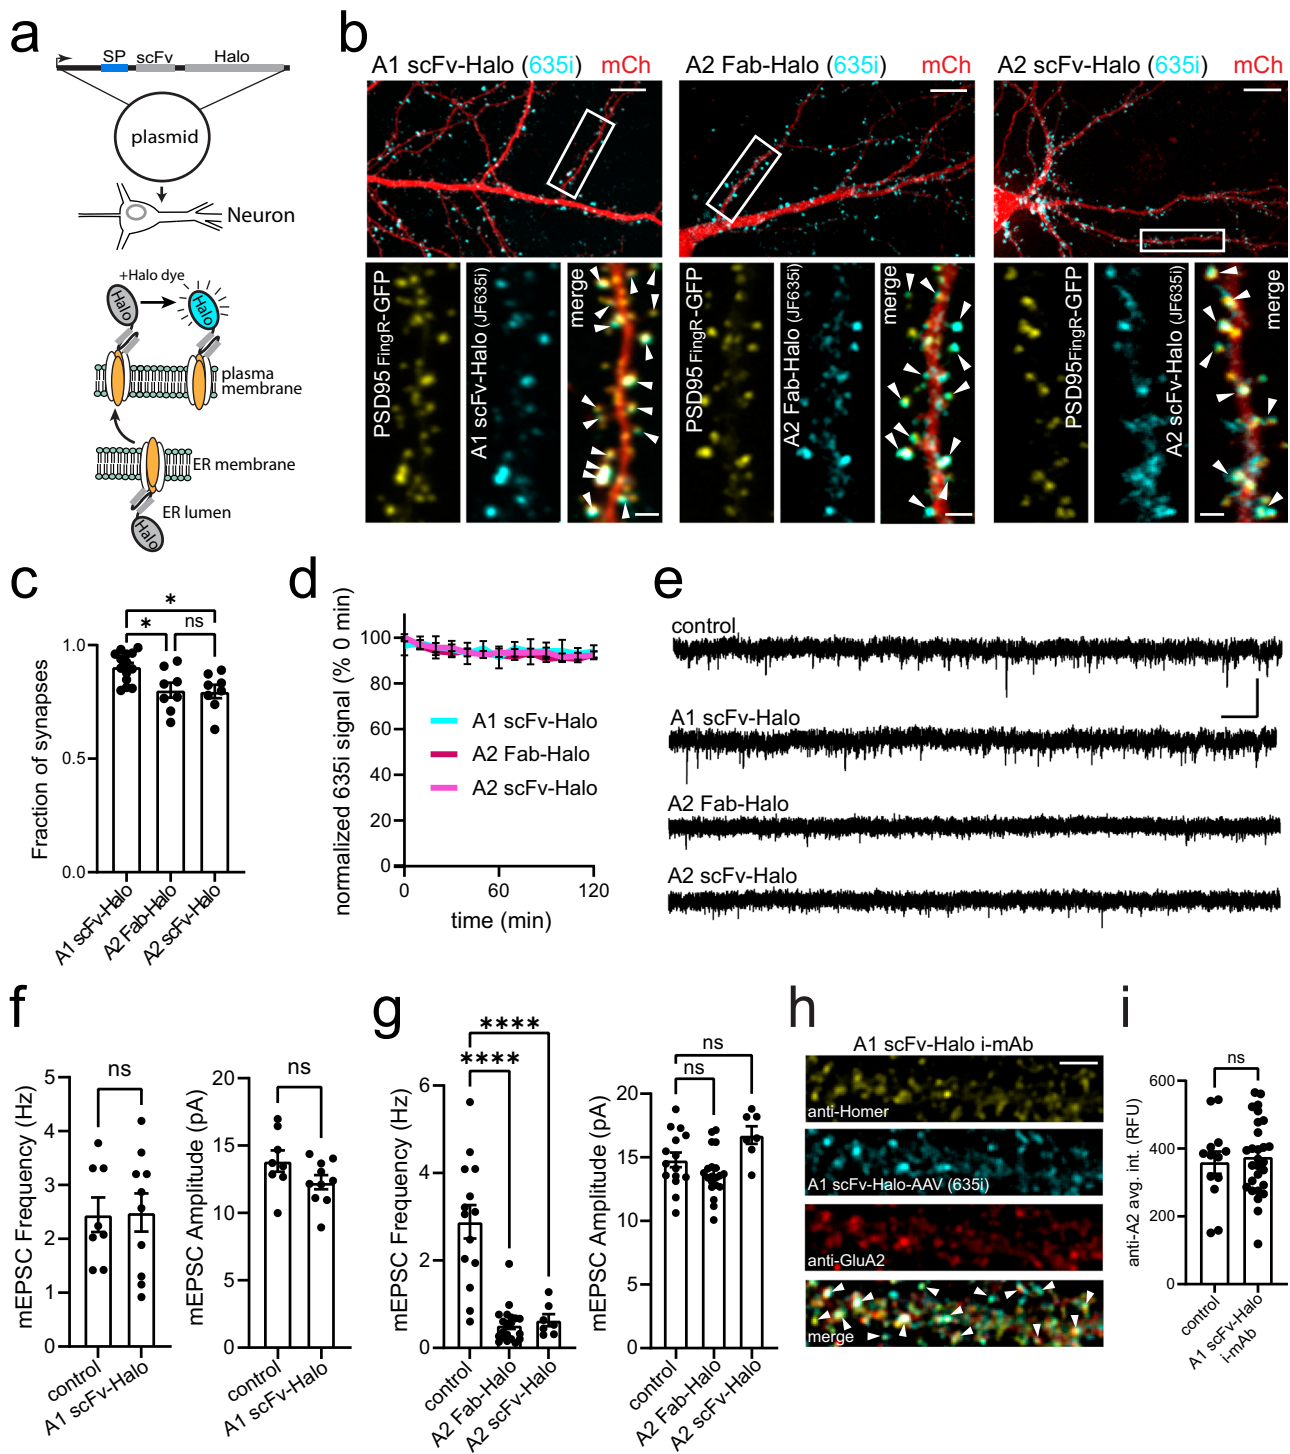 a
SP scFv Halo
plasmid
Neuron
+Halo dye
Halo Halo
plasma
membrane
ER membrane
ER lumen
Halo
b
A1 scFv-Halo (635i) mCh
A2 Fab-Halo (635i) mCh
A2 scFv-Halo (635i) mCh
PSD95FingR-GFP
A1 scFv-Halo (JF635i)
merge
PSD95FingR-GFP
A2 Fab-Halo (JF635i)
merge
PSD95FingR-GFP
A2 scFv-Halo (JF635i)
merge
c
Fraction of synapses
*
* ns
1.0
0.5
0.0
A1 scFv-Halo
A2 Fab-Halo
A2 scFv-Halo
d
normalized 635i signal (% 0 min)
100
80
60
40
20
0
A1 scFv-Halo
A2 Fab-Halo
A2 scFv-Halo
0 60 120
time (min)
e
control
A1 scFv-Halo
A2 Fab-Halo
A2 scFv-Halo
f
mEPSC Frequency (Hz)
ns
5
4
3
2
1
0
control
A1 scFv-Halo
mEPSC Amplitude (pA)
ns
20
15
10
5
0
control
A1 scFv-Halo
g
mEPSC Frequency (Hz)
****
****
6
4
2
0
control
A2 Fab-Halo
A2 scFv-Halo
mEPSC Amplitude (pA)
ns
ns
20
15
10
5
0
control
A2 Fab-Halo
A2 scFv-Halo
h
A1 scFv-Halo i-mAb
anti-Homer
A1 scFv-Halo-AAV (635i)
anti-GluA2
merge
i
anti-A2 avg. int. (RFU)
ns
600
400
200
0
control
A1 scFv-Halo
i-mAb